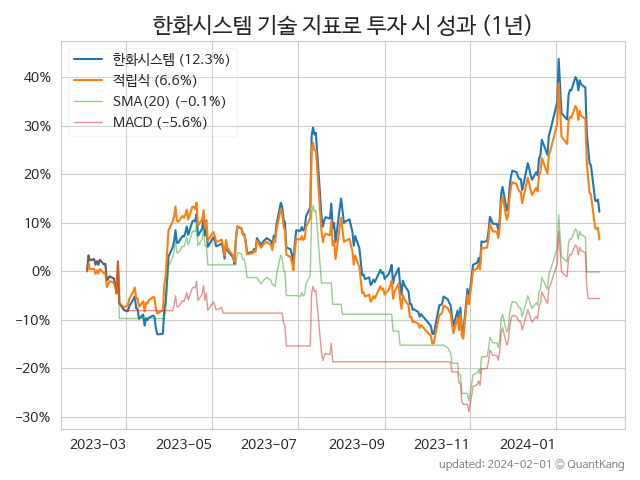 한화시스템 기술 지표로 투자 시 성과 (1년)
한화시스템 (12.3%)
적립식 (6.6%)
SMA(20) (−0.1%)
MACD (−5.6%)
40%
30%
20%
10%
0%
−10%
−20%
−30%
2023-03 2023-05 2023-07 2023-09 2023-11 2024-01
updated: 2024-02-01 © QuantKang